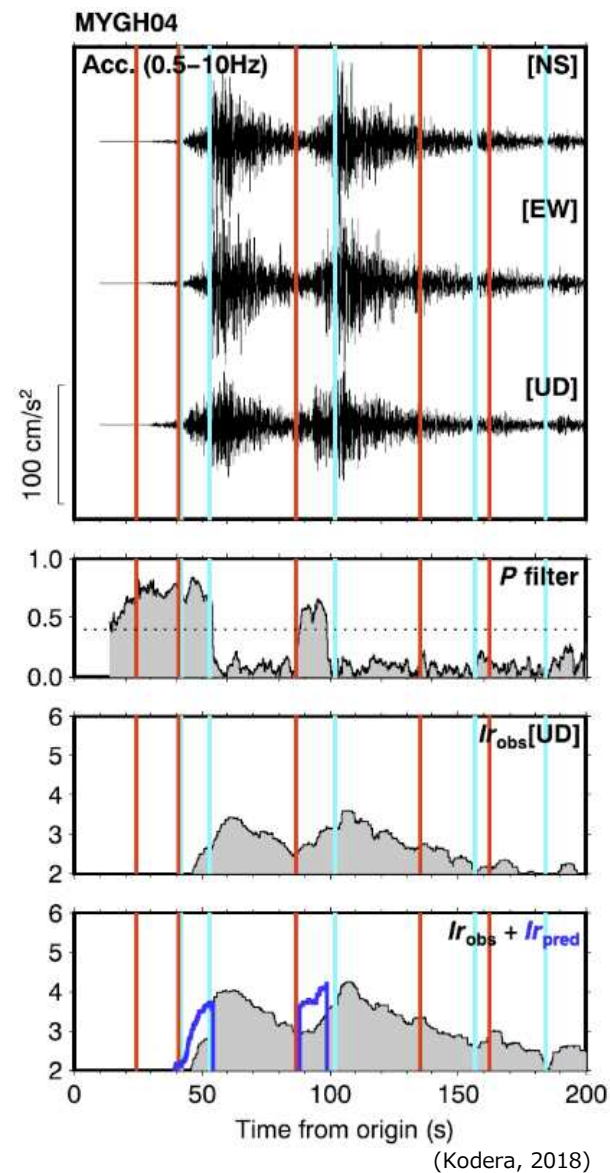 MYGH04
Acc. (0.5–10Hz)
[NS]
[EW]
[UD]
100 cm/s²
1.0
P filter
0.5
0.0
6
Ir_obs[UD]
5
4
3
2
6
Ir_obs + Ir_pred
5
4
3
2
0 50 100 150 200
Time from origin (s)
(Kodera, 2018)